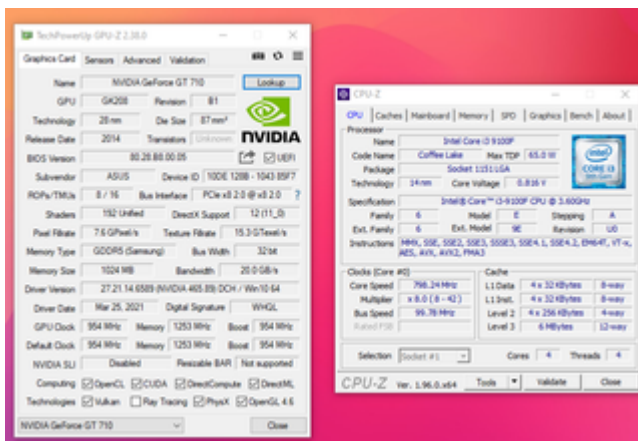 TechPowerUp GPU-Z 2.38.0
Graphics Card Sensors Advanced Validation
Name NVIDIA GeForce GT 710 Lookup
GPU GK208 Revision B1
Technology 28 nm Die Size 87 mm²
Release Date 2014 Transistors Unknown
NVIDIA
BIOS Version 80.28.B8.00.05 UEFI
Subvendor ASUS Device ID 10DE 128B - 1043 85F7
ROPs/TMUs 8 / 16 Bus Interface PCIe x8 2.0 @ x8 2.0 ?
Shaders 192 Unified DirectX Support 12 (11_0)
Pixel Fillrate 7.6 GPixel/s Texture Fillrate 15.3 GTexel/s
Memory Type GDDR5 (Samsung) Bus Width 32 bit
Memory Size 1024 MB Bandwidth 20.0 GB/s
Driver Version 27.21.14.6589 (NVIDIA 465.89) DCH / Win10 64
Driver Date Mar 25, 2021 Digital Signature WHQL
GPU Clock 954 MHz Memory 1253 MHz Boost 954 MHz
Default Clock 954 MHz Memory 1253 MHz Boost 954 MHz
NVIDIA SLI Disabled Resizable BAR Not supported
Computing OpenCL CUDA DirectCompute DirectML
Technologies Vulkan Ray Tracing PhysX OpenGL 4.6
NVIDIA GeForce GT 710 Close
CPU-Z
CPU Caches Mainboard Memory SPD Graphics Bench About
Processor
Name Intel Core i3 9100F
Code Name Coffee Lake Max TDP 65.0 W
Package Socket 1151 LGA
Technology 14 nm Core Voltage 0.816 V
intel
CORE i3
Specification Intel® Core™ i3-9100F CPU @ 3.60GHz
Family 6 Model E Stepping A
Ext. Family 6 Ext. Model 9E Revision U0
Instructions MMX, SSE, SSE2, SSE3, SSSE3, SSE4.1, SSE4.2, EM64T, VT-x,
AES, AVX, AVX2, FMA3
Clocks (Core #0)
Core Speed 798.24 MHz
Multiplier x 8.0 ( 8 - 42 )
Bus Speed 99.78 MHz
Rated FSB
Cache
L1 Data 4 x 32 KBytes 8-way
L1 Inst. 4 x 32 KBytes 8-way
Level 2 4 x 256 KBytes 4-way
Level 3 6 MBytes 12-way
Selection Socket #1 Cores 4 Threads 4
CPU-Z Ver. 1.96.0.x64 Tools Validate Close